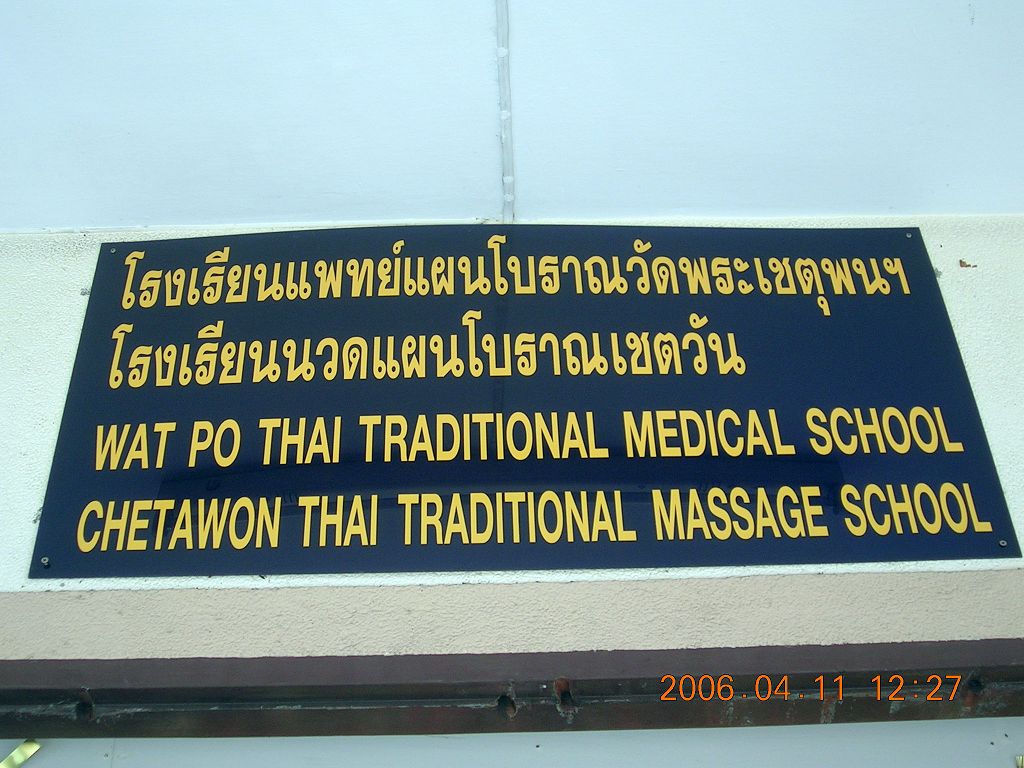 โรงเรียนแพทย์แผนโบราณวัดพระเชตุพนฯ
โรงเรียนนวดแผนโบราณเชตวัน
WAT PO THAI TRADITIONAL MEDICAL SCHOOL
CHETAWON THAI TRADITIONAL MASSAGE SCHOOL
2006.04.11 12:27